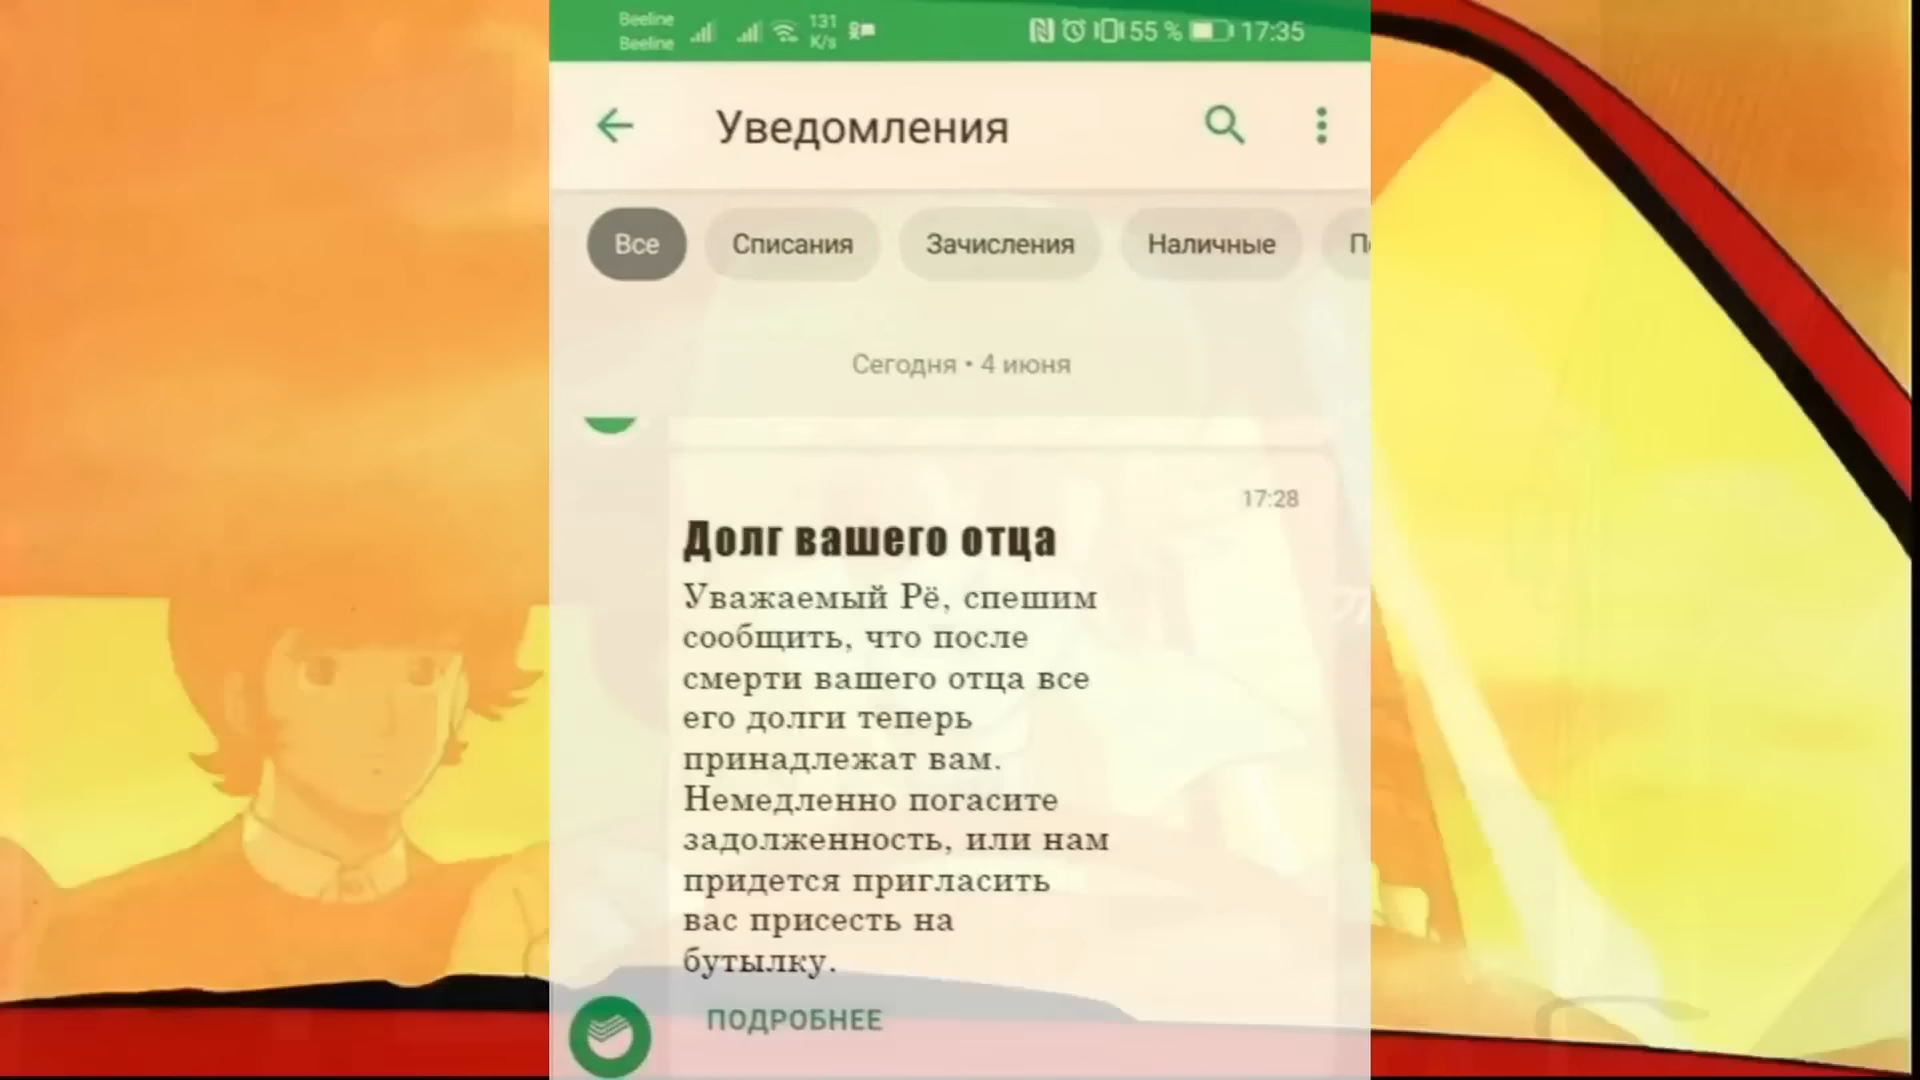 Beeline
Beeline
131
K/s
55 %
17:35
Уведомления
Все
Списания
Зачисления
Наличные
Сегодня • 4 июня
17:28
Долг вашего отца
Уважаемый Рё, спешим
сообщить, что после
смерти вашего отца все
его долги теперь
принадлежат вам.
Немедленно погасите
задолженность, или нам
придется пригласить
вас присесть на
бутылку.
ПОДРОБНЕЕ